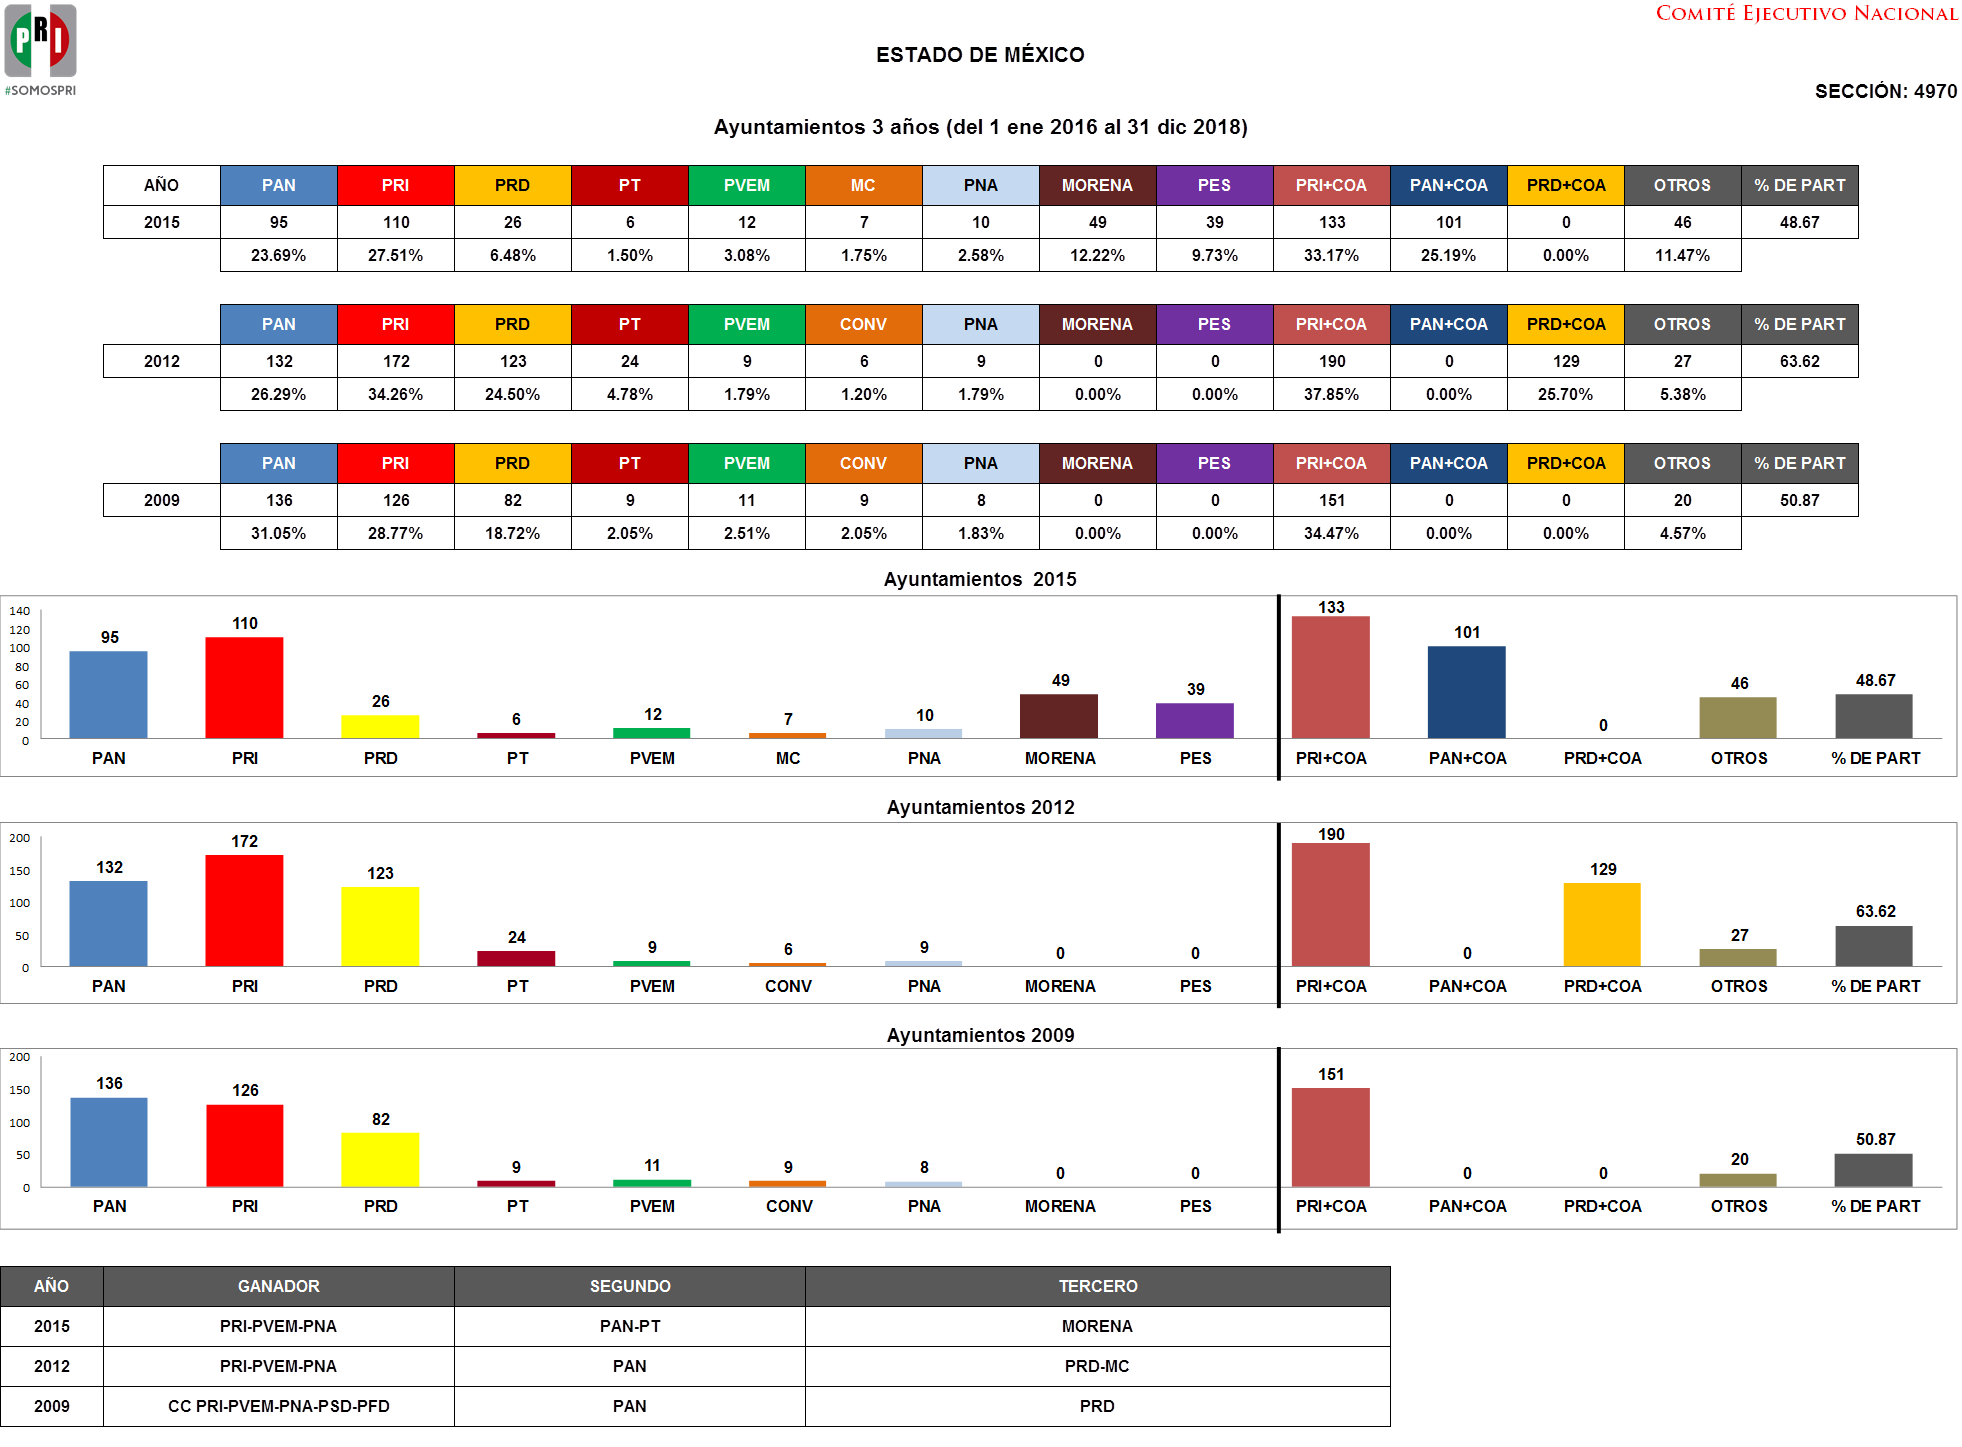 COMITÉ EJECUTIVO NACIONAL
PRI
#SOMOSPRI
ESTADO DE MÉXICO
SECCIÓN: 4970
Ayuntamientos 3 años (del 1 ene 2016 al 31 dic 2018)
AÑO PAN PRI PRD PT PVEM MC PNA MORENA PES PRI+COA PAN+COA PRD+COA OTROS % DE PART
2015 95 110 26 6 12 7 10 49 39 133 101 0 46 48.67
23.69% 27.51% 6.48% 1.50% 3.08% 1.75% 2.58% 12.22% 9.73% 33.17% 25.19% 0.00% 11.47%
PAN PRI PRD PT PVEM CONV PNA MORENA PES PRI+COA PAN+COA PRD+COA OTROS % DE PART
2012 132 172 123 24 9 6 9 0 0 190 0 129 27 63.62
26.29% 34.26% 24.50% 4.78% 1.79% 1.20% 1.79% 0.00% 0.00% 37.85% 0.00% 25.70% 5.38%
PAN PRI PRD PT PVEM CONV PNA MORENA PES PRI+COA PAN+COA PRD+COA OTROS % DE PART
2009 136 126 82 9 11 9 8 0 0 151 0 0 20 50.87
31.05% 28.77% 18.72% 2.05% 2.51% 2.05% 1.83% 0.00% 0.00% 34.47% 0.00% 0.00% 4.57%
Ayuntamientos 2015
140
120
100
80
60
40
20
0
95 110 26 6 12 7 10 49 39 133 101 0 46 48.67
PAN PRI PRD PT PVEM MC PNA MORENA PES PRI+COA PAN+COA PRD+COA OTROS % DE PART
Ayuntamientos 2012
200
150
100
50
0
132 172 123 24 9 6 9 0 0 190 0 129 27 63.62
PAN PRI PRD PT PVEM CONV PNA MORENA PES PRI+COA PAN+COA PRD+COA OTROS % DE PART
Ayuntamientos 2009
200
150
100
50
0
136 126 82 9 11 9 8 0 0 151 0 0 20 50.87
PAN PRI PRD PT PVEM CONV PNA MORENA PES PRI+COA PAN+COA PRD+COA OTROS % DE PART
AÑO GANADOR SEGUNDO TERCERO
2015 PRI-PVEM-PNA PAN-PT MORENA
2012 PRI-PVEM-PNA PAN PRD-MC
2009 CC PRI-PVEM-PNA-PSD-PFD PAN PRD